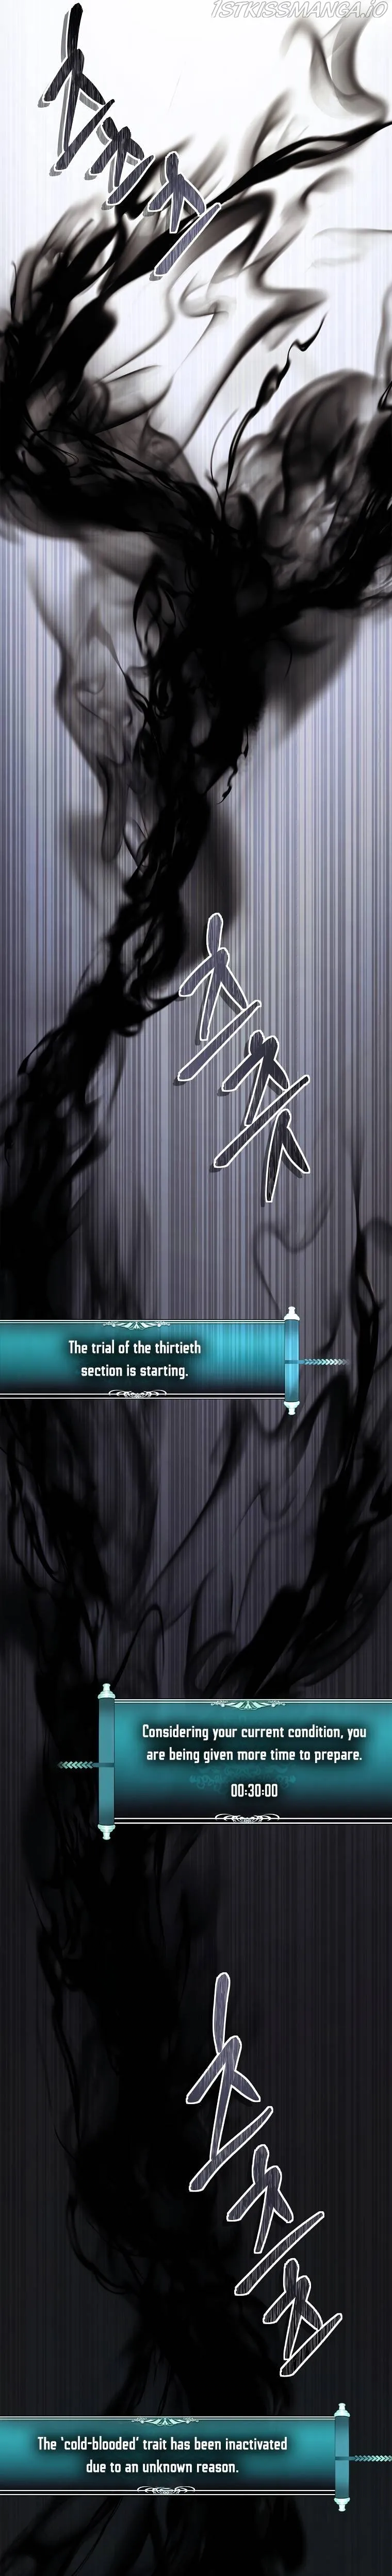 1STKISSMANGA.IO
The trial of the thirtieth
section is starting.
Considering your current condition, you
are being given more time to prepare.
00:30:00
The 'cold-blooded' trait has been inactivated
due to an unknown reason.